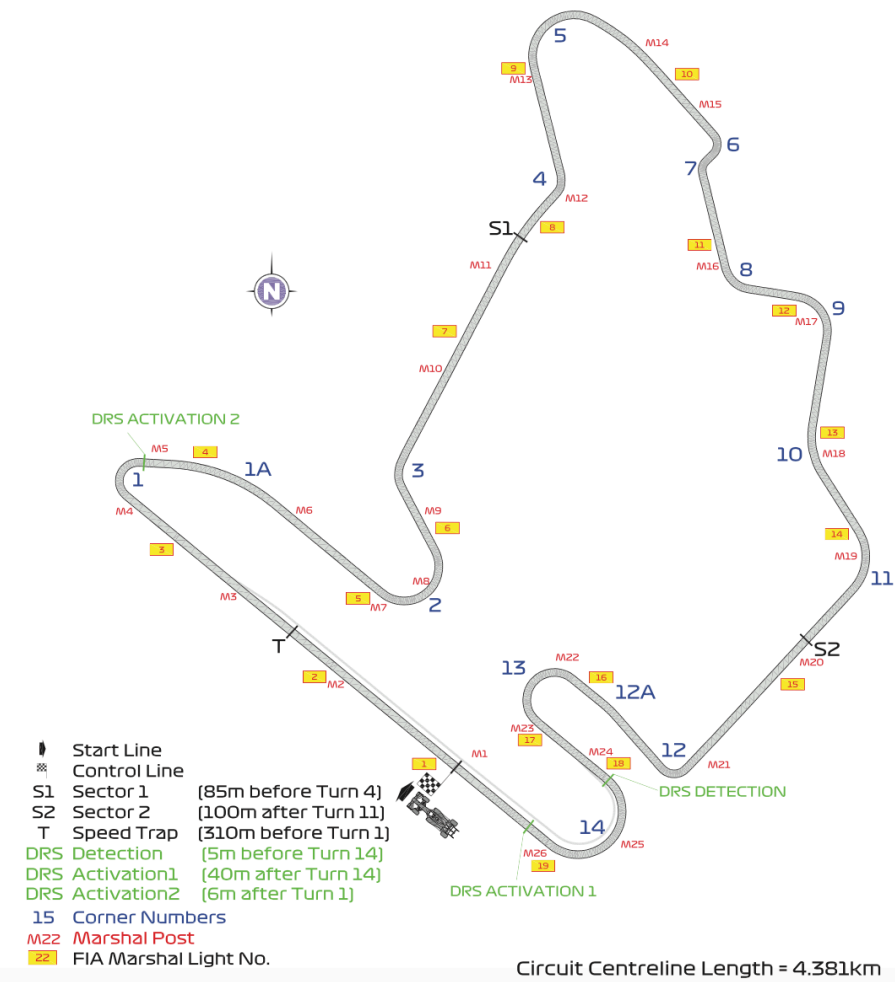 5
M14
9
M13
10
M15
6
7
4
M12
S1
8
11
M16
8
M11
N
12
M17
9
7
M10
DRS ACTIVATION 2
M5
4
1A
13
M18
10
1
3
M4
M6
M9
6
3
14
M19
11
M8
5
M7
2
M3
T
S2
M20
15
2
M2
13
M22
16
12A
M23
17
M24
18
12
M21
DRS DETECTION
1
M1
14
M25
M26
19
DRS ACTIVATION 1
Start Line
Control Line
S1 Sector 1 (85m before Turn 4)
S2 Sector 2 (100m after Turn 11)
T Speed Trap (310m before Turn 1)
DRS Detection (5m before Turn 14)
DRS Activation1 (40m after Turn 14)
DRS Activation2 (6m after Turn 1)
15 Corner Numbers
M22 Marshal Post
22 FIA Marshal Light No.
Circuit Centreline Length = 4.381km